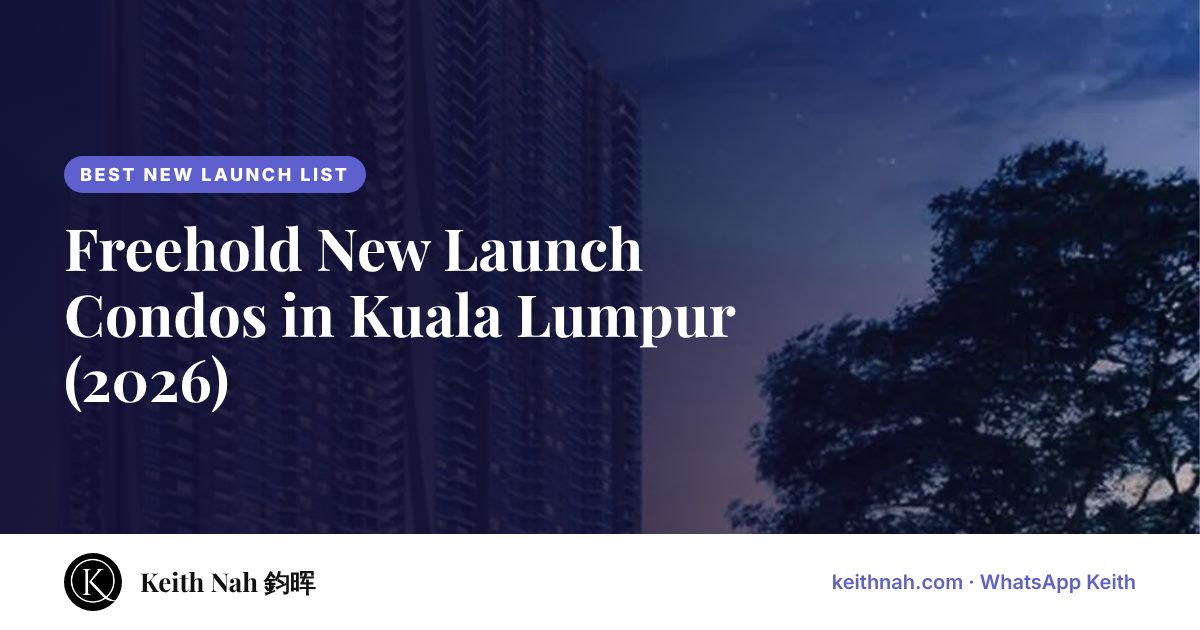 BEST NEW LAUNCH LIST
Freehold New Launch
Condos in Kuala Lumpur
(2026)
K
Keith Nah 鈞晖
keithnah.com · WhatsApp Keith